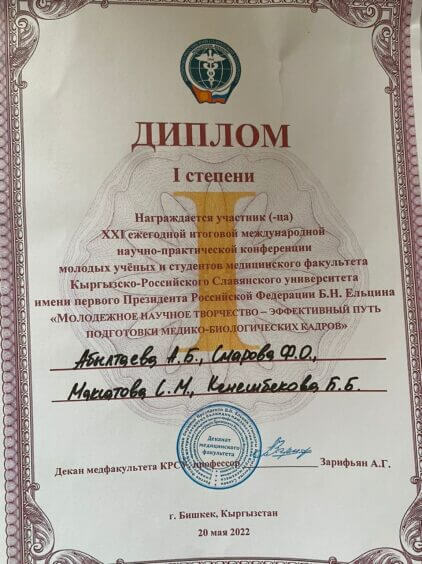 ДИПЛОМ
I степени
I
Награждается участник (-ца)
XXI ежегодной итоговой международной
научно-практической конференции
молодых учёных и студентов медицинского факультета
Кыргызско-Российского Славянского университета
имени первого Президента Российской Федерации Б.Н. Ельцина
«МОЛОДЕЖНОЕ НАУЧНОЕ ТВОРЧЕСТВО – ЭФФЕКТИВНЫЙ ПУТЬ
ПОДГОТОВКИ МЕДИКО-БИОЛОГИЧЕСКИХ КАДРОВ»
Абылтаева А.Б., Смарова Ф.О.,
Максатова С.М., Кенешбекова Б.Б.
Деканат
медицинского
факультета
Декан медфакультета КРСУ, профессор Зарифьян А.Г.
г. Бишкек, Кыргызстан
20 мая 2022